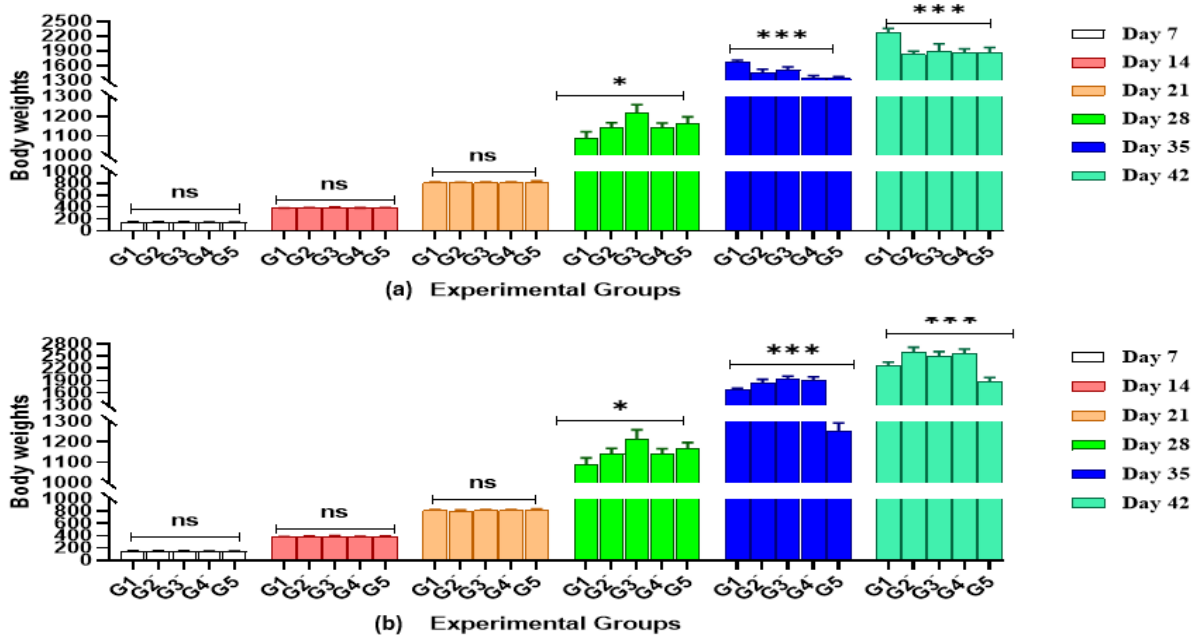 Body weights
2500
2200
1900
1600
1300
1300
1200
1100
1000
1000
800
600
400
200
0
ns
ns
ns
*
***
***
G1 G2 G3 G4 G5 G1 G2 G3 G4 G5 G1 G2 G3 G4 G5 G1 G2 G3 G4 G5 G1 G2 G3 G4 G5 G1 G2 G3 G4 G5
(a) Experimental Groups
Day 7
Day 14
Day 21
Day 28
Day 35
Day 42
Body weights
2800
2500
2200
1900
1600
1300
1300
1200
1100
1000
1000
800
600
400
200
0
ns
ns
ns
*
***
***
G1 G2 G3 G4 G5 G1 G2 G3 G4 G5 G1 G2 G3 G4 G5 G1 G2 G3 G4 G5 G1 G2 G3 G4 G5 G1 G2 G3 G4 G5
(b) Experimental Groups
Day 7
Day 14
Day 21
Day 28
Day 35
Day 42